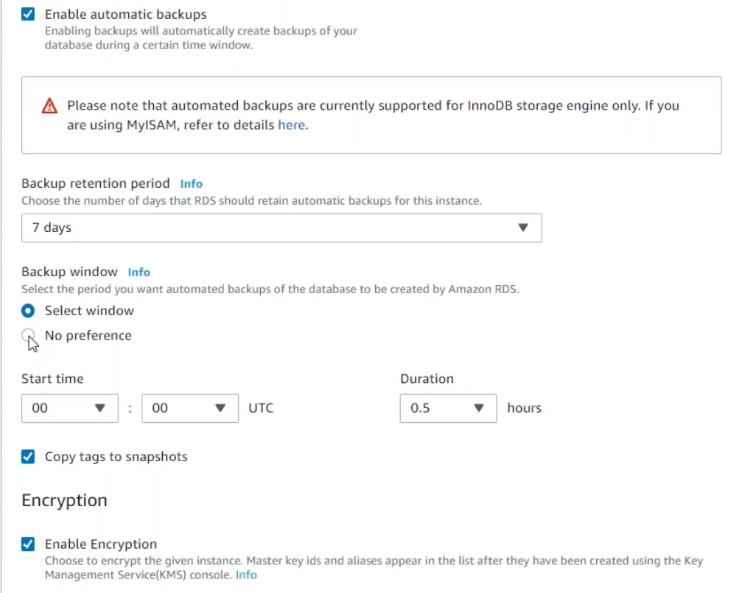 Enable automatic backups
Enabling backups will automatically create backups of your
database during a certain time window.
Please note that automated backups are currently supported for InnoDB storage engine only. If you
are using MyISAM, refer to details here.
Backup retention period Info
Choose the number of days that RDS should retain automatic backups for this instance.
7 days
Backup window Info
Select the period you want automated backups of the database to be created by Amazon RDS.
Select window
No preference
Start time Duration
00 : 00 UTC 0.5 hours
Copy tags to snapshots
Encryption
Enable Encryption
Choose to encrypt the given instance. Master key ids and aliases appear in the list after they have been created using the Key
Management Service(KMS) console. Info